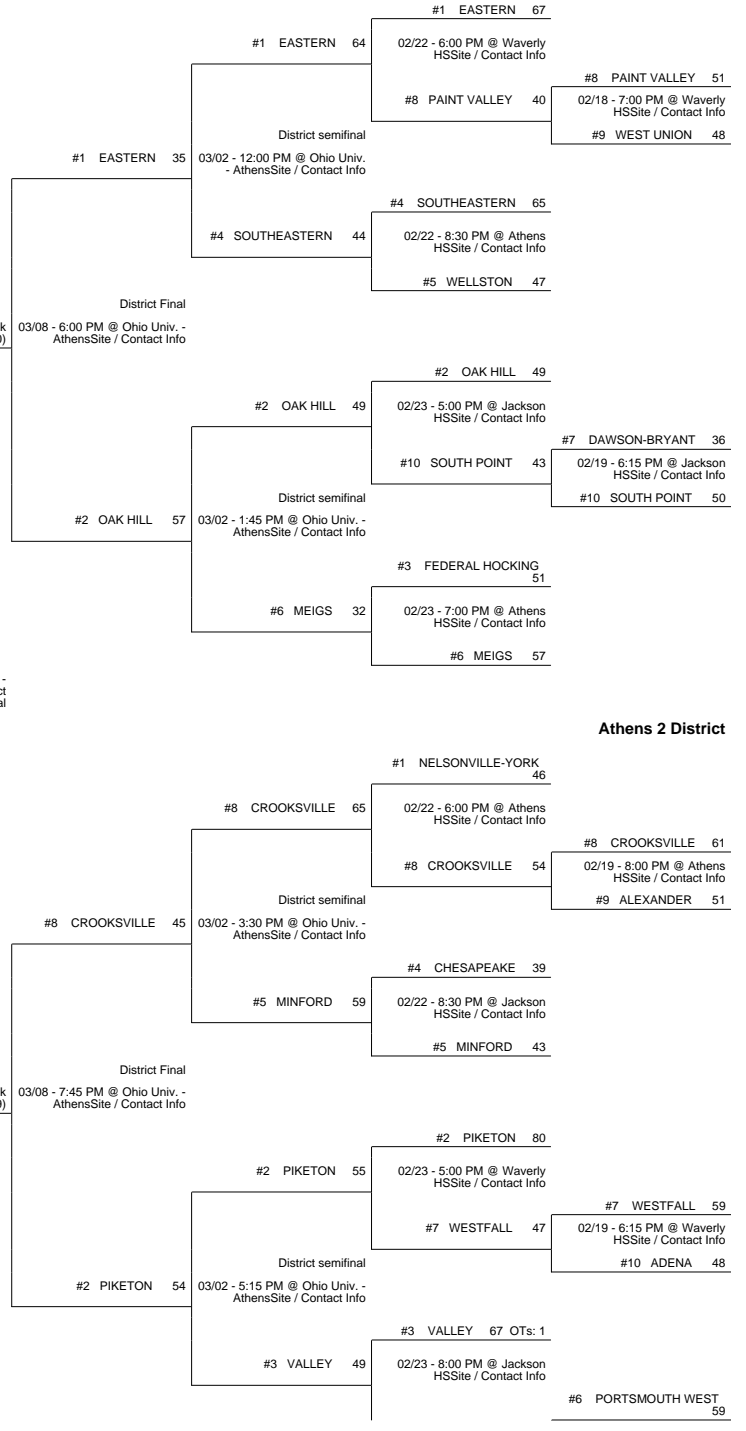 #1 EASTERN 67
#1 EASTERN 64
02/22 - 6:00 PM @ Waverly
HSSite / Contact Info
#8 PAINT VALLEY 51
#8 PAINT VALLEY 40
02/18 - 7:00 PM @ Waverly
HSSite / Contact Info
District semifinal
#9 WEST UNION 48
#1 EASTERN 35
03/02 - 12:00 PM @ Ohio Univ.
- AthensSite / Contact Info
#4 SOUTHEASTERN 65
#4 SOUTHEASTERN 44
02/22 - 8:30 PM @ Athens
HSSite / Contact Info
#5 WELLSTON 47
District Final
k
03/08 - 6:00 PM @ Ohio Univ. -
AthensSite / Contact Info
#2 OAK HILL 49
#2 OAK HILL 49
02/23 - 5:00 PM @ Jackson
HSSite / Contact Info
#7 DAWSON-BRYANT 36
#10 SOUTH POINT 43
02/19 - 6:15 PM @ Jackson
HSSite / Contact Info
District semifinal
#10 SOUTH POINT 50
#2 OAK HILL 57
03/02 - 1:45 PM @ Ohio Univ. -
AthensSite / Contact Info
#3 FEDERAL HOCKING
51
#6 MEIGS 32
02/23 - 7:00 PM @ Athens
HSSite / Contact Info
#6 MEIGS 57
-
ct
al
Athens 2 District
#1 NELSONVILLE-YORK
46
#8 CROOKSVILLE 65
02/22 - 6:00 PM @ Athens
HSSite / Contact Info
#8 CROOKSVILLE 61
#8 CROOKSVILLE 54
02/19 - 8:00 PM @ Athens
HSSite / Contact Info
District semifinal
#9 ALEXANDER 51
#8 CROOKSVILLE 45
03/02 - 3:30 PM @ Ohio Univ. -
AthensSite / Contact Info
#4 CHESAPEAKE 39
#5 MINFORD 59
02/22 - 8:30 PM @ Jackson
HSSite / Contact Info
#5 MINFORD 43
District Final
k
03/08 - 7:45 PM @ Ohio Univ. -
AthensSite / Contact Info
#2 PIKETON 80
#2 PIKETON 55
02/23 - 5:00 PM @ Waverly
HSSite / Contact Info
#7 WESTFALL 59
#7 WESTFALL 47
02/19 - 6:15 PM @ Waverly
HSSite / Contact Info
District semifinal
#10 ADENA 48
#2 PIKETON 54
03/02 - 5:15 PM @ Ohio Univ. -
AthensSite / Contact Info
#3 VALLEY 67 OTs: 1
#3 VALLEY 49
02/23 - 8:00 PM @ Jackson
HSSite / Contact Info
#6 PORTSMOUTH WEST
59